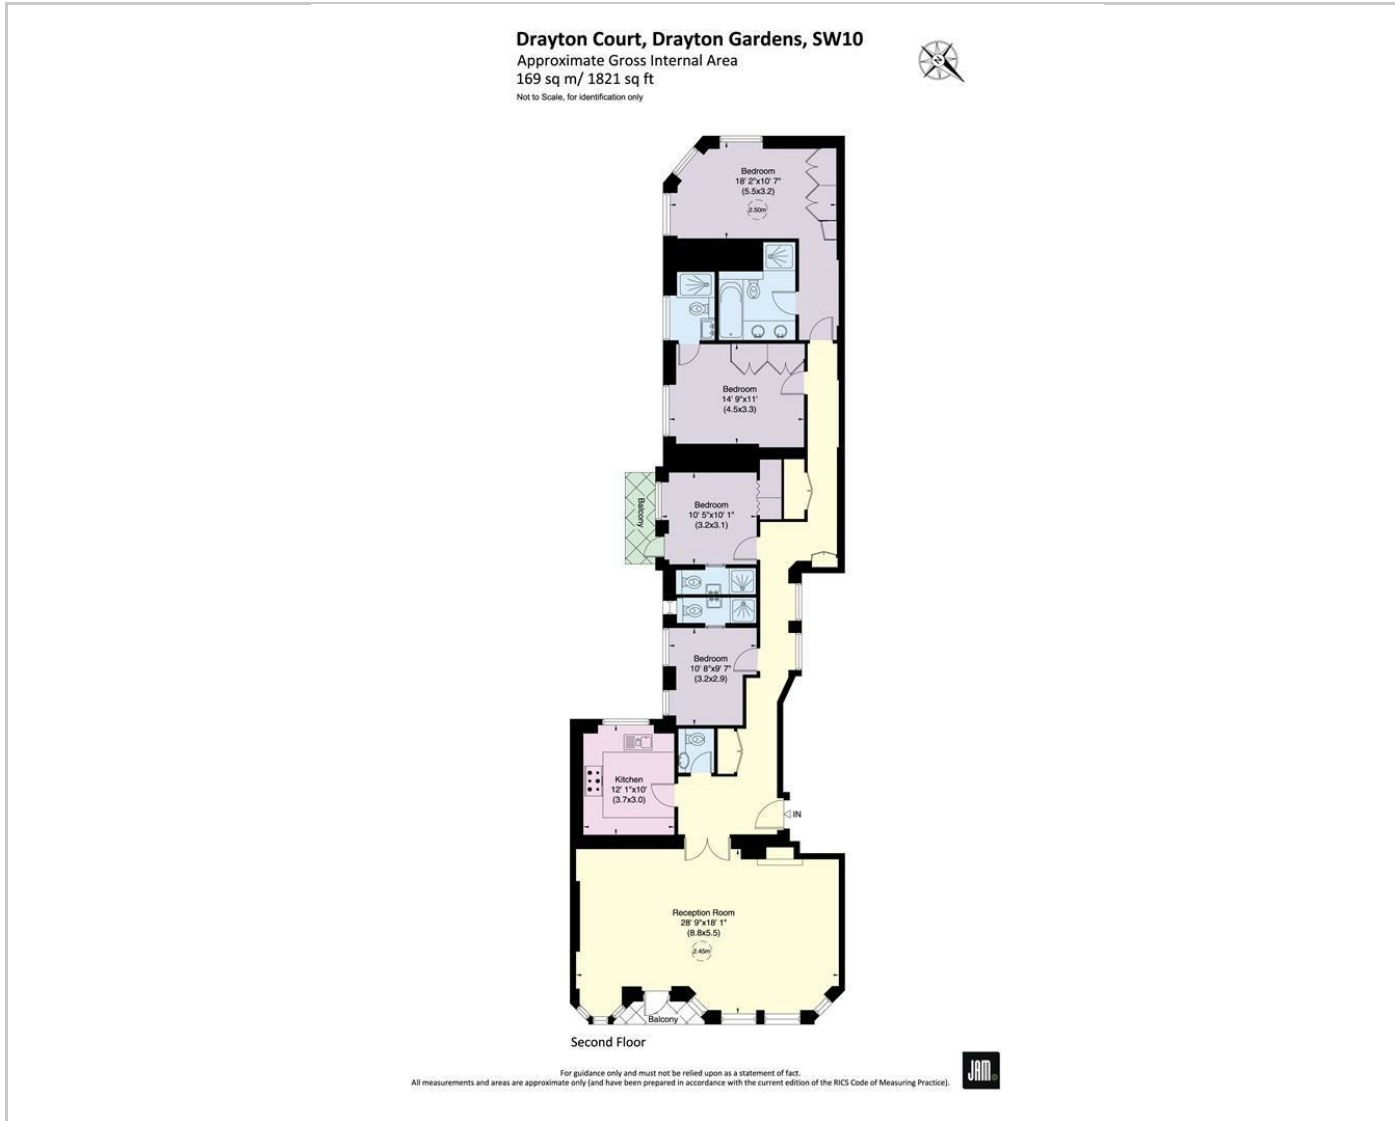 Drayton Court, Drayton Gardens, SW10
Approximate Gross Internal Area
169 sq m/ 1821 sq ft
Not to Scale, for identification only
N
Bedroom
18' 2"x10' 7"
(5.5x3.2)
2.50m
Bedroom
14' 9"x11'
(4.5x3.3)
Balcony
Bedroom
10' 5"x10' 1"
(3.2x3.1)
Bedroom
10' 8"x9' 7"
(3.2x2.9)
Kitchen
12' 1"x10'
(3.7x3.0)
IN
Reception Room
28' 9"x18' 1"
(8.8x5.5)
2.45m
Balcony
Second Floor
For guidance only and must not be relied upon as a statement of fact.
All measurements and areas are approximate only (and have been prepared in accordance with the current edition of the RICS Code of Measuring Practice).
JAM